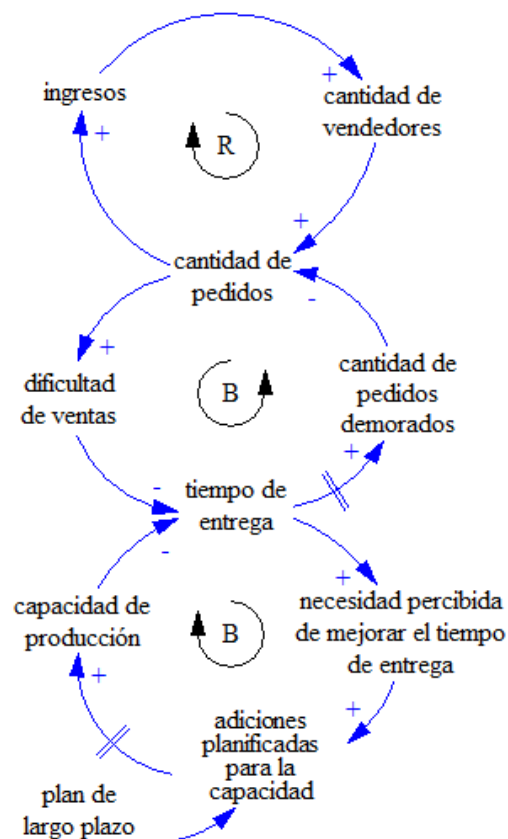 ingresos
+
cantidad de
vendedores
+
R
+
cantidad de
pedidos
-
+
dificultad
de ventas
B
cantidad de
pedidos
demorados
+
-
tiempo de
entrega
-
+
capacidad de
producción
B
necesidad percibida
de mejorar el tiempo
de entrega
+
+
adiciones
planificadas
para la
capacidad
plan de
largo plazo